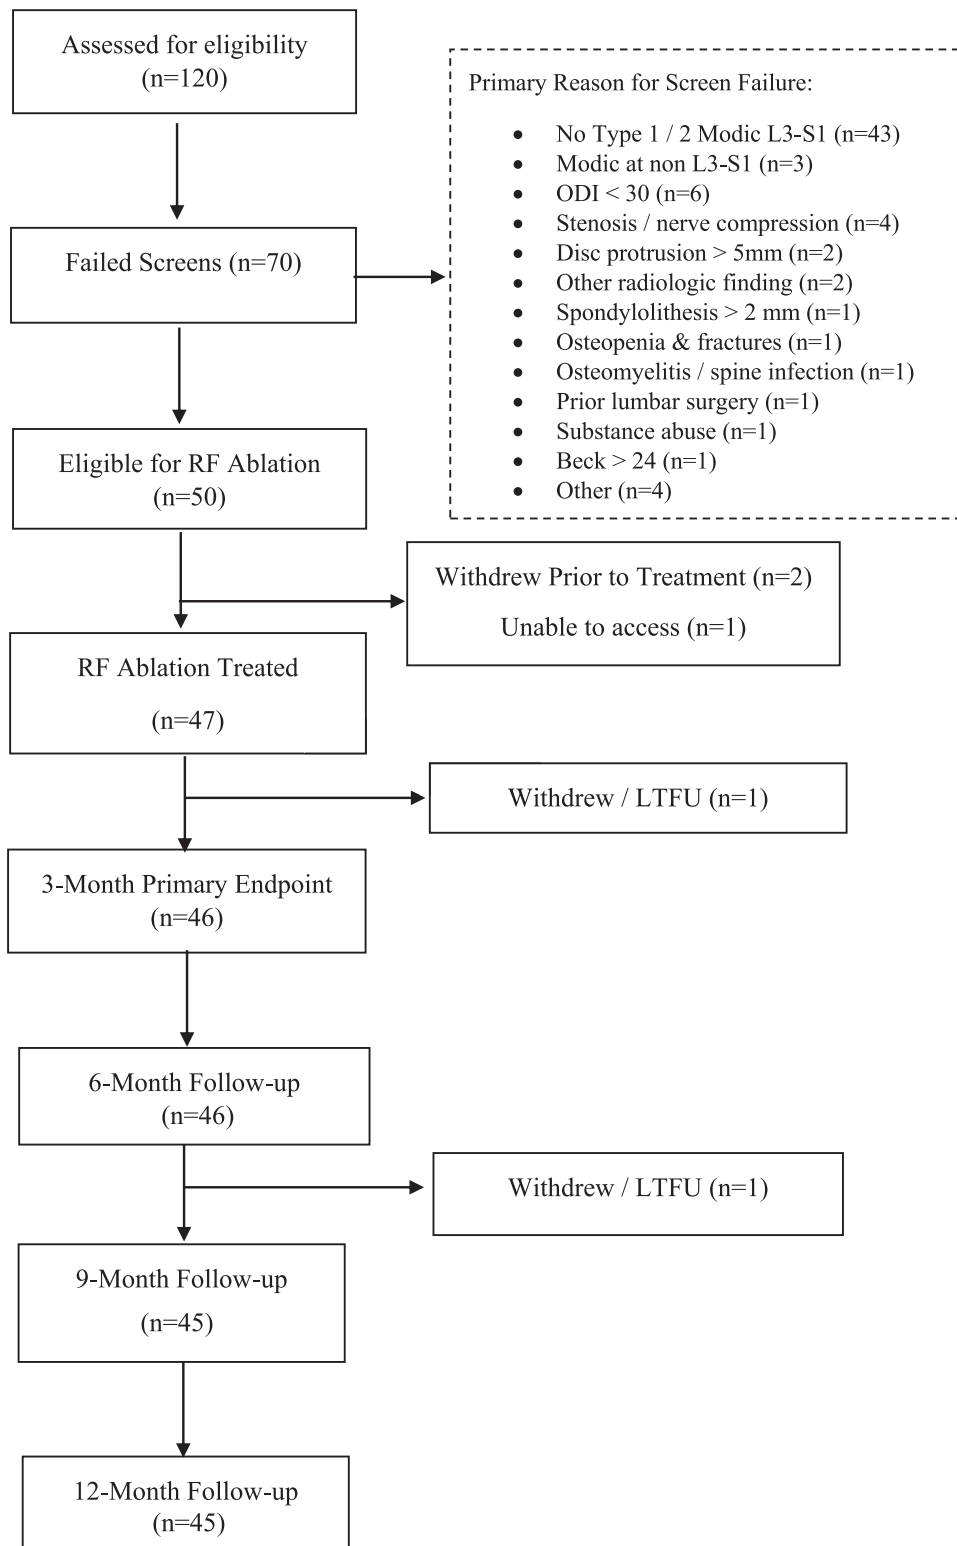 Assessed for eligibility
(n=120)
Primary Reason for Screen Failure:
• No Type 1 / 2 Modic L3-S1 (n=43)
• Modic at non L3-S1 (n=3)
• ODI < 30 (n=6)
• Stenosis / nerve compression (n=4)
• Disc protrusion > 5mm (n=2)
• Other radiologic finding (n=2)
• Spondylolithesis > 2 mm (n=1)
• Osteopenia & fractures (n=1)
• Osteomyelitis / spine infection (n=1)
• Prior lumbar surgery (n=1)
• Substance abuse (n=1)
• Beck > 24 (n=1)
• Other (n=4)
Failed Screens (n=70)
Eligible for RF Ablation
(n=50)
Withdrew Prior to Treatment (n=2)
Unable to access (n=1)
RF Ablation Treated
(n=47)
Withdrew / LTFU (n=1)
3-Month Primary Endpoint
(n=46)
6-Month Follow-up
(n=46)
Withdrew / LTFU (n=1)
9-Month Follow-up
(n=45)
12-Month Follow-up
(n=45)